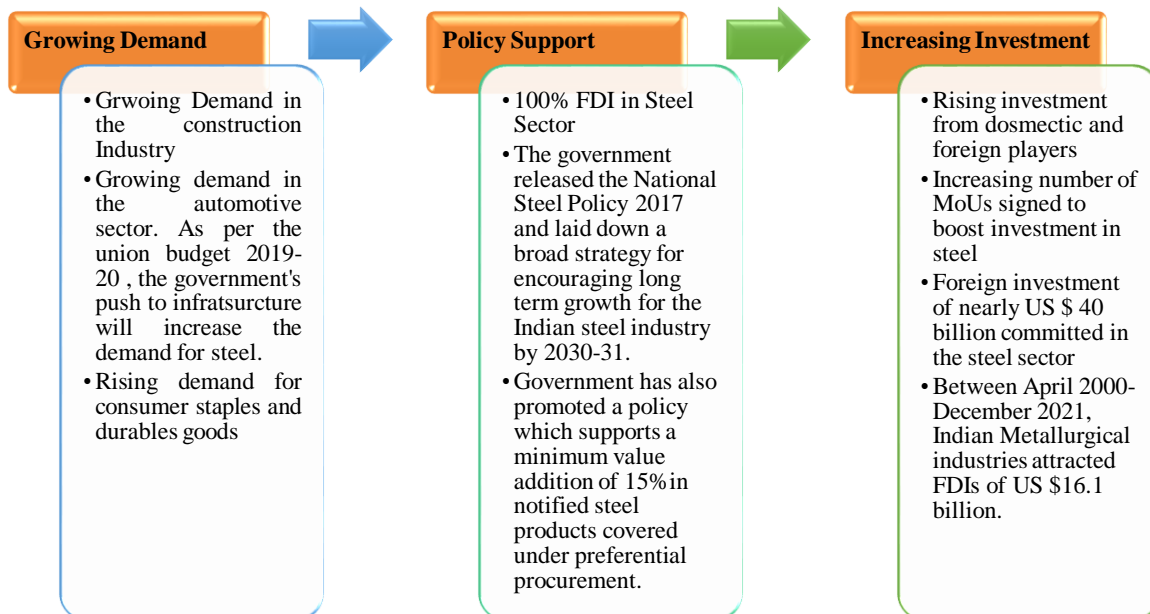 Growing Demand
• Grwoing Demand in
the construction
Industry
• Growing demand in
the automotive
sector. As per the
union budget 2019-
20 , the government's
push to infratsurcture
will increase the
demand for steel.
• Rising demand for
consumer staples and
durables goods
Policy Support
• 100% FDI in Steel
Sector
• The government
released the National
Steel Policy 2017
and laid down a
broad strategy for
encouraging long
term growth for the
Indian steel industry
by 2030-31.
• Government has also
promoted a policy
which supports a
minimum value
addition of 15% in
notified steel
products covered
under preferential
procurement.
Increasing Investment
• Rising investment
from dosmectic and
foreign players
• Increasing number of
MoUs signed to
boost investment in
steel
• Foreign investment
of nearly US $ 40
billion committed in
the steel sector
• Between April 2000-
December 2021,
Indian Metallurgical
industries attracted
FDIs of US $16.1
billion.